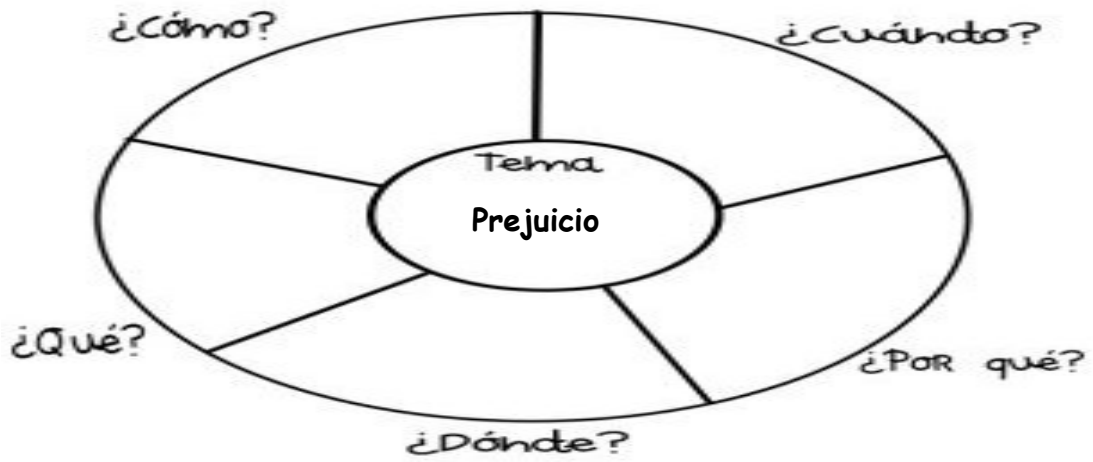 ¿Cómo?
¿Cuándo?
Tema
Prejuicio
¿Qué?
¿Por qué?
¿Dónde?